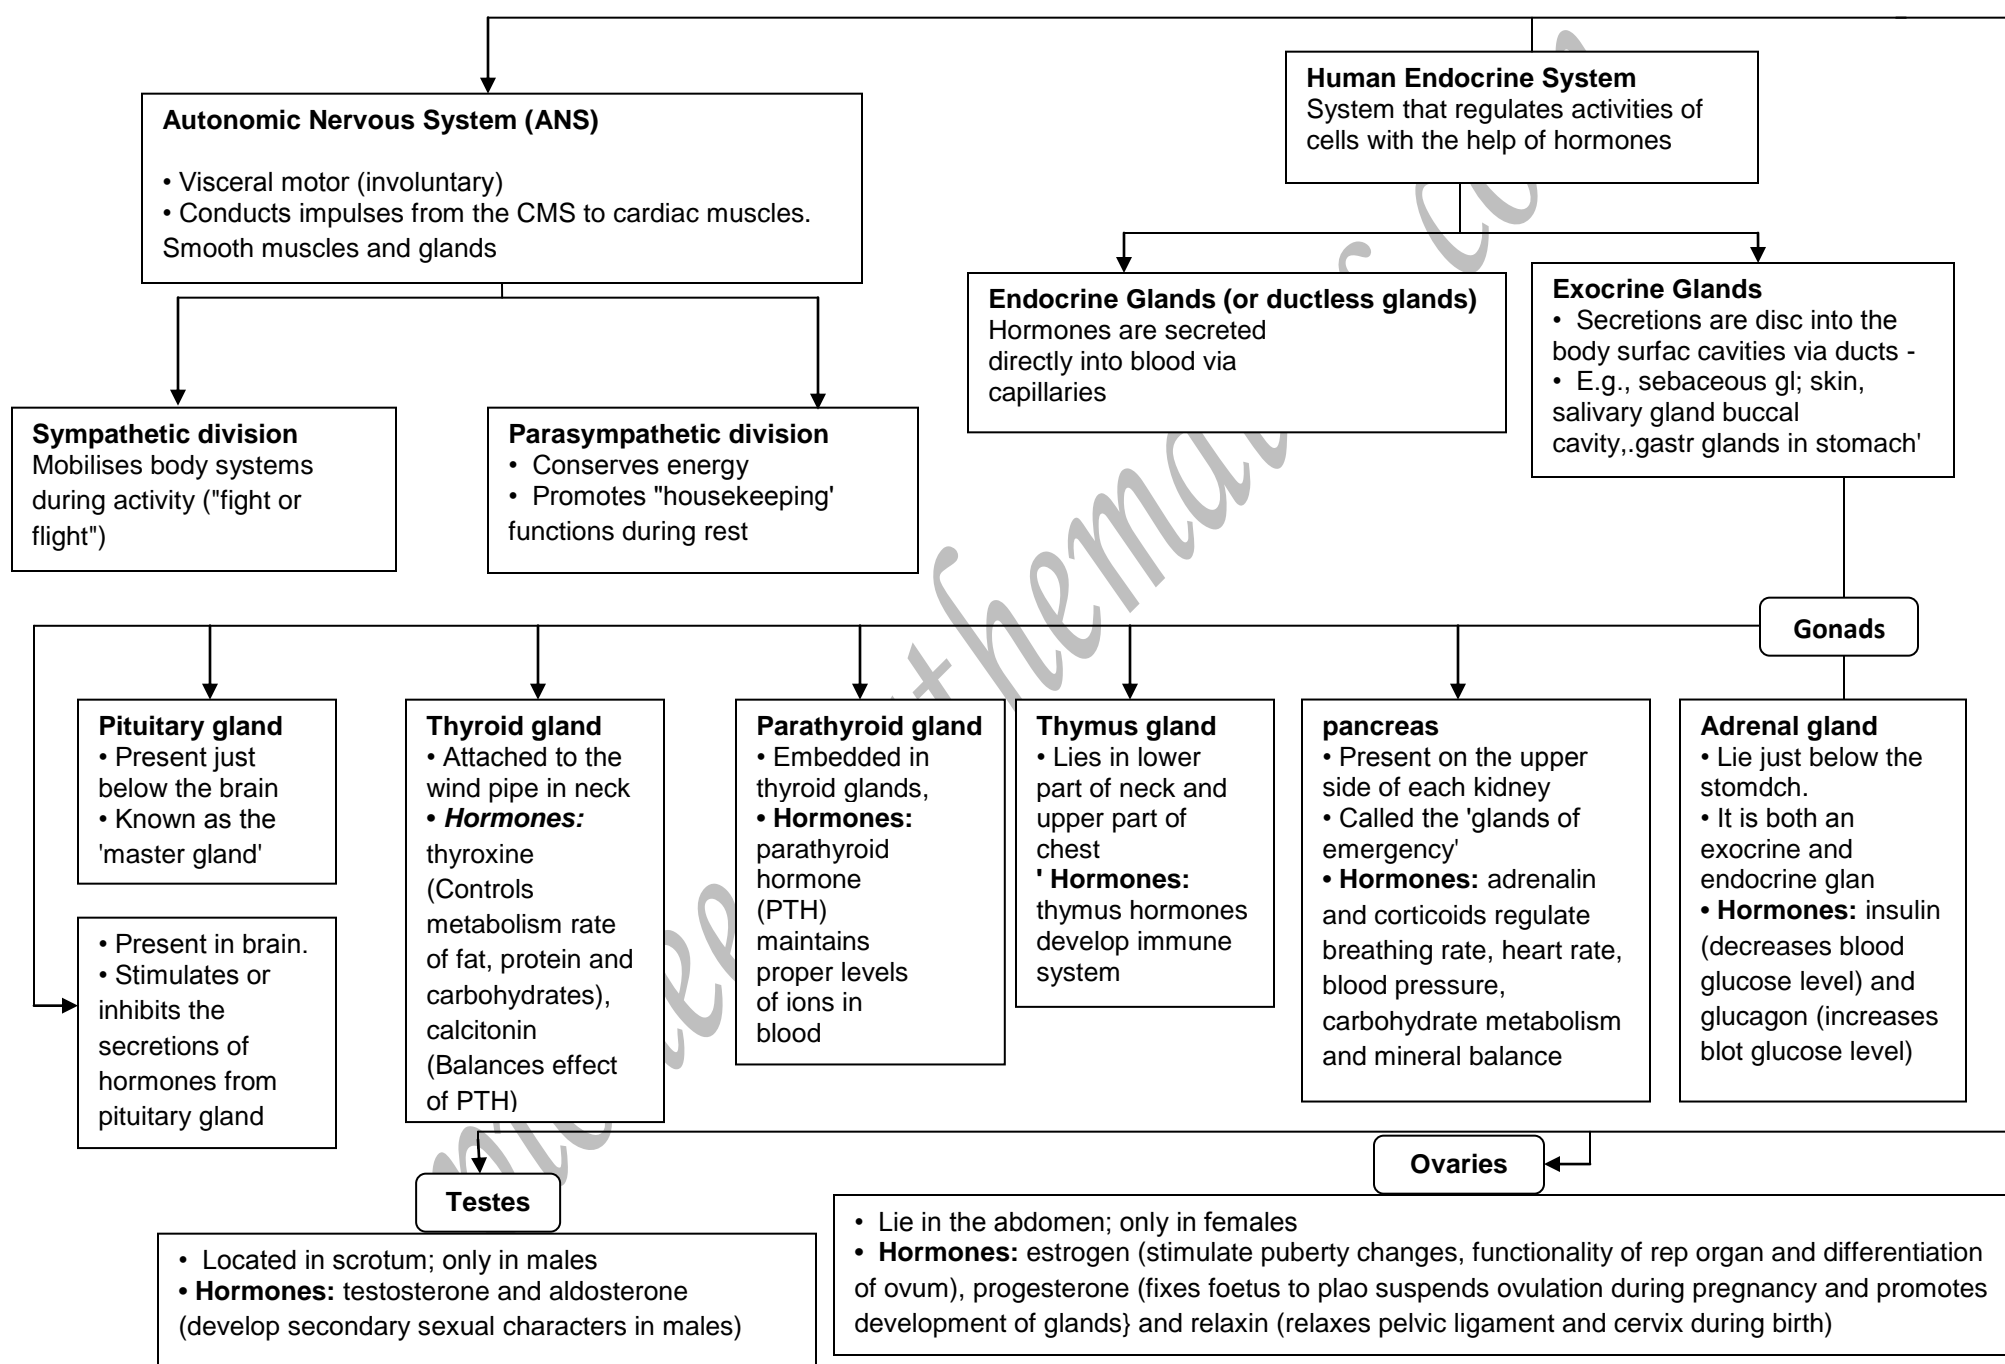 Human Endocrine System
System that regulates activities of
cells with the help of hormones
Autonomic Nervous System (ANS)
• Visceral motor (involuntary)
• Conducts impulses from the CMS to cardiac muscles.
Smooth muscles and glands
Endocrine Glands (or ductless glands)
Hormones are secreted
directly into blood via
capillaries
Exocrine Glands
• Secretions are disc into the
body surfac cavities via ducts -
• E.g., sebaceous gl; skin,
salivary gland buccal
cavity,.gastr glands in stomach'
Sympathetic division
Mobilises body systems
during activity ("fight or
flight")
Parasympathetic division
• Conserves energy
• Promotes "housekeeping'
functions during rest
Gonads
Pituitary gland
• Present just
below the brain
• Known as the
'master gland'
• Present in brain.
• Stimulates or
inhibits the
secretions of
hormones from
pituitary gland
Thyroid gland
• Attached to the
wind pipe in neck
• Hormones:
thyroxine
(Controls
metabolism rate
of fat, protein and
carbohydrates),
calcitonin
(Balances effect
of PTH)
Parathyroid gland
• Embedded in
thyroid glands,
• Hormones:
parathyroid
hormone
(PTH)
maintains
proper levels
of ions in
blood
Thymus gland
• Lies in lower
part of neck and
upper part of
chest
' Hormones:
thymus hormones
develop immune
system
pancreas
• Present on the upper
side of each kidney
• Called the 'glands of
emergency'
• Hormones: adrenalin
and corticoids regulate
breathing rate, heart rate,
blood pressure,
carbohydrate metabolism
and mineral balance
Adrenal gland
• Lie just below the
stomdch.
• It is both an
exocrine and
endocrine glan
• Hormones: insulin
(decreases blood
glucose level) and
glucagon (increases
blot glucose level)
Testes
• Located in scrotum; only in males
• Hormones: testosterone and aldosterone
(develop secondary sexual characters in males)
Ovaries
• Lie in the abdomen; only in females
• Hormones: estrogen (stimulate puberty changes, functionality of rep organ and differentiation
of ovum), progesterone (fixes foetus to plao suspends ovulation during pregnancy and promotes
development of glands} and relaxin (relaxes pelvic ligament and cervix during birth)